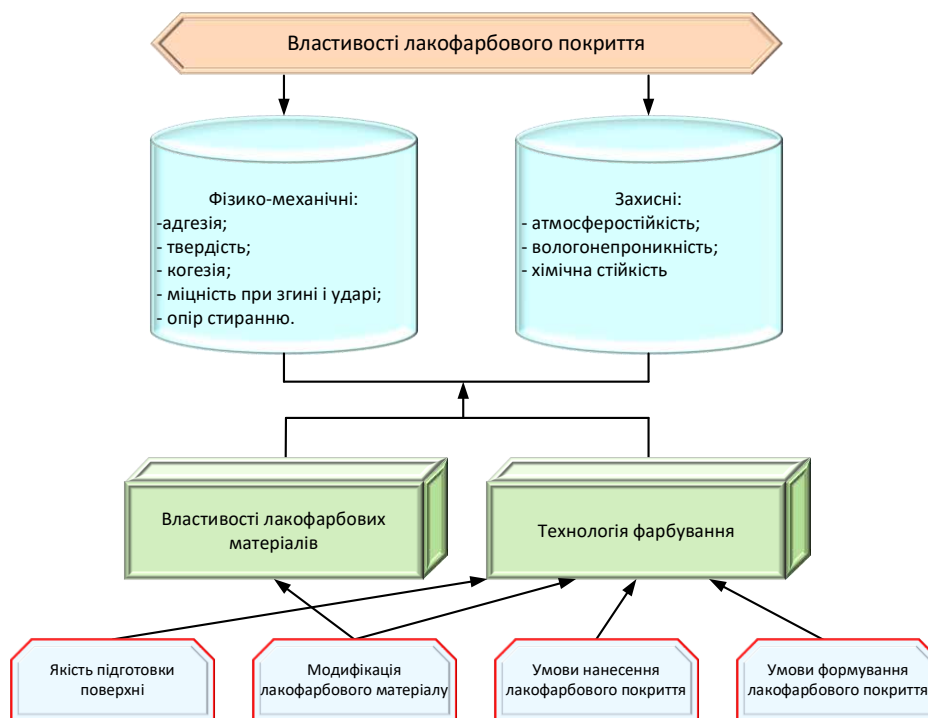 Властивості лакофарбового покриття
Фізико-механічні:
-адгезія;
- твердість;
- когезія;
- міцність при згині і ударі;
- опір стиранню.
Захисні:
- атмосферостійкість;
- вологонепроникність;
- хімічна стійкість
Властивості лакофарбових
матеріалів
Технологія фарбування
Якість підготовки
поверхні
Модифікація
лакофарбового матеріалу
Умови нанесення
лакофарбового покриття
Умови формування
лакофарбового покриття